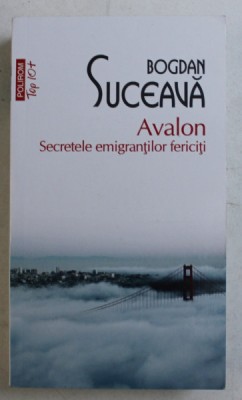 POLIROM
Top 10+
BOGDAN
SUCEAVĂ
Avalon
Secretele emigranţilor fericiţi